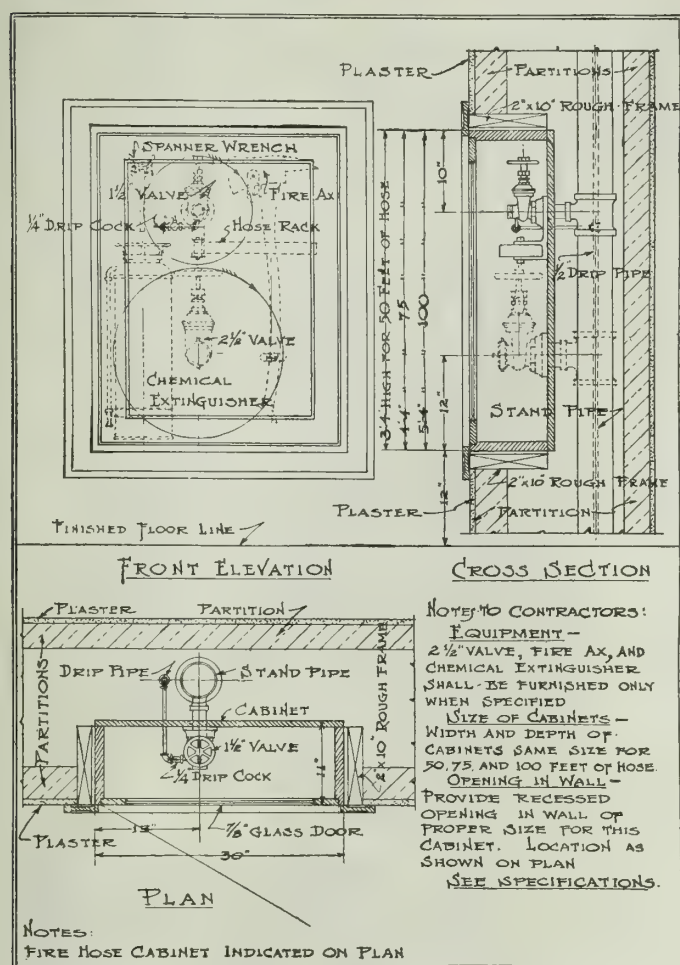 PLASTER
PARTITIONS
2"x10" ROUGH FRAME
SPANNER WRENCH
1½ VALVE
FIRE AX
¼" DRIP COCK
HOSE RACK
2½" VALVE
CHEMICAL
EXTINGUISHER
3'4 HIGH FOR 50 FEET OF HOSE
4'4" " " 75 " " "
5'4" " " 100 " " "
10"
½ DRIP PIPE
12"
STAND PIPE
2"x10" ROUGH FRAME
PLASTER
12"
PARTITION
FINISHED FLOOR LINE
FRONT ELEVATION
CROSS SECTION
PLASTER
PARTITION
PARTITIONS
DRIP PIPE
STAND PIPE
CABINET
1½" VALVE
¼ DRIP COCK
11"
2"x10" ROUGH FRAME
PLASTER
⅞" GLASS DOOR
30"
PLAN
NOTES TO CONTRACTORS:
EQUIPMENT—
2½" VALVE, FIRE AX, AND
CHEMICAL EXTINGUISHER
SHALL BE FURNISHED ONLY
WHEN SPECIFIED
SIZE OF CABINETS—
WIDTH AND DEPTH OF
CABINETS SAME SIZE FOR
50, 75, AND 100 FEET OF HOSE.
OPENING IN WALL—
PROVIDE RECESSED
OPENING IN WALL OF
PROPER SIZE FOR THIS
CABINET. LOCATION AS
SHOWN ON PLAN
SEE SPECIFICATIONS.
NOTES:
FIRE HOSE CABINET INDICATED ON PLAN